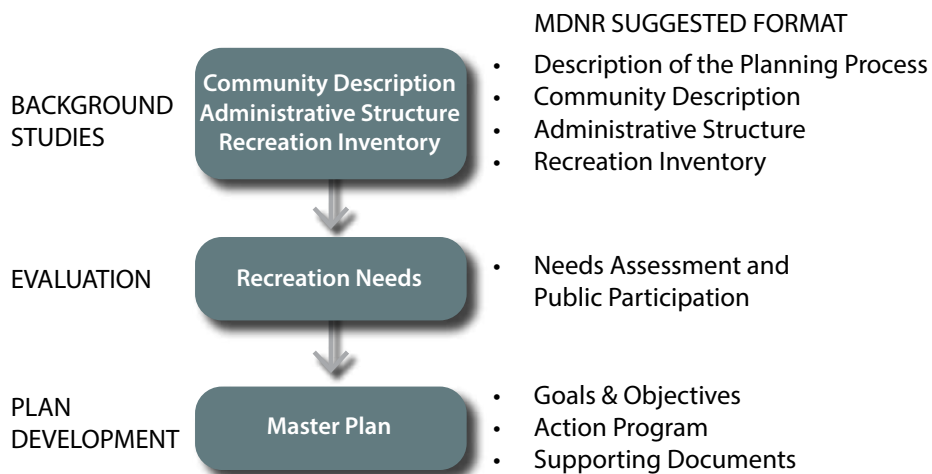 MDNR SUGGESTED FORMAT
BACKGROUND
STUDIES
Community Description
Administrative Structure
Recreation Inventory
• Description of the Planning Process
• Community Description
• Administrative Structure
• Recreation Inventory
EVALUATION
Recreation Needs
• Needs Assessment and
Public Participation
PLAN
DEVELOPMENT
Master Plan
• Goals & Objectives
• Action Program
• Supporting Documents